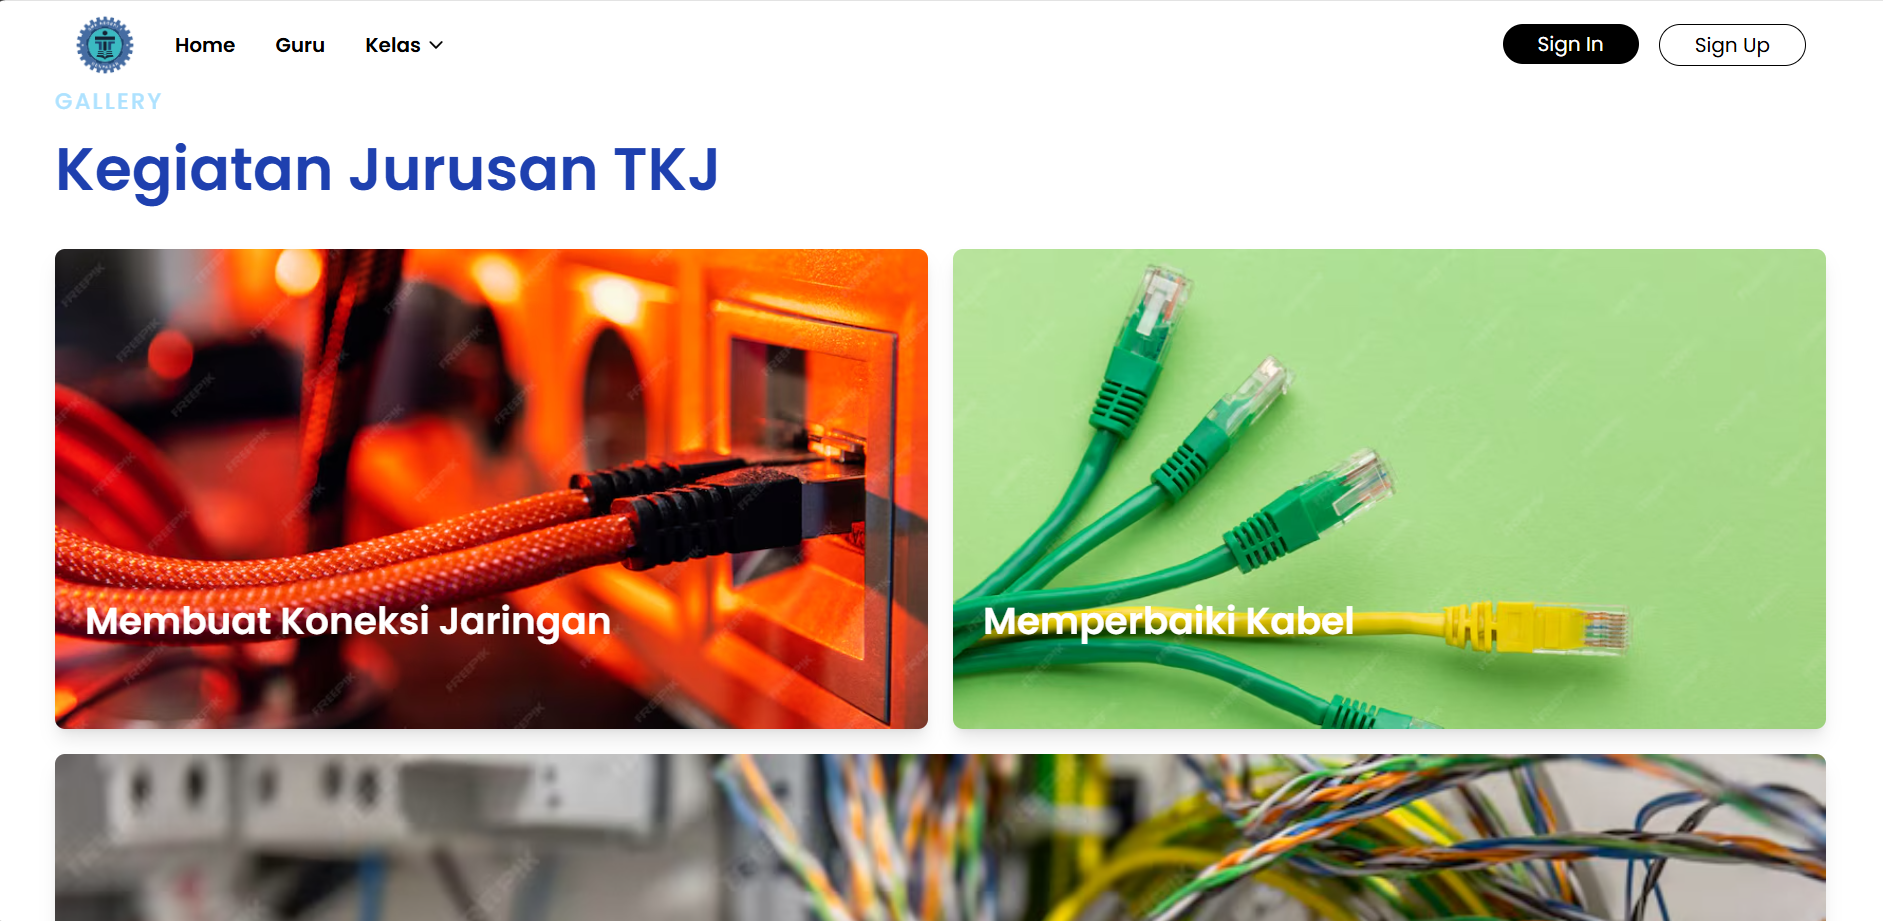 Home Guru Kelas Sign In Sign Up
GALLERY
Kegiatan Jurusan TKJ
Membuat Koneksi Jaringan
Memperbaiki Kabel